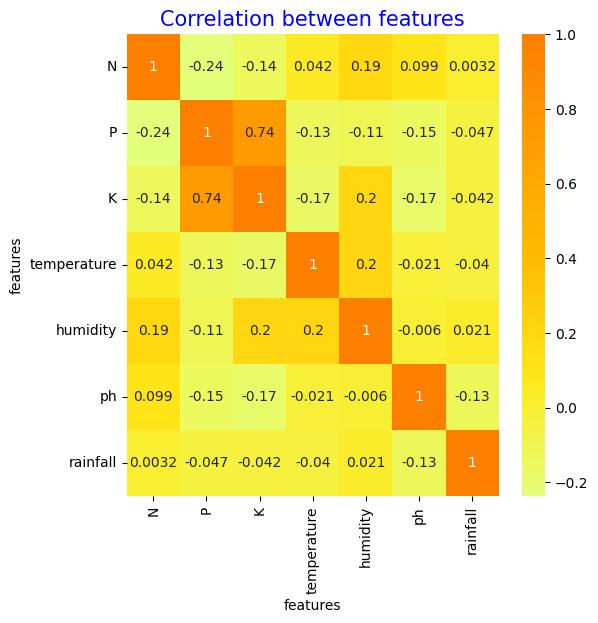 Correlation between features
N 1 -0.24 -0.14 0.042 0.19 0.099 0.0032
P -0.24 1 0.74 -0.13 -0.11 -0.15 -0.047
K -0.14 0.74 1 -0.17 0.2 -0.17 -0.042
temperature 0.042 -0.13 -0.17 1 0.2 -0.021 -0.04
humidity 0.19 -0.11 0.2 0.2 1 -0.006 0.021
ph 0.099 -0.15 -0.17 -0.021 -0.006 1 -0.13
rainfall 0.0032 -0.047 -0.042 -0.04 0.021 -0.13 1
features
N P K temperature humidity ph rainfall
features
1.0
0.8
0.6
0.4
0.2
0.0
−0.2